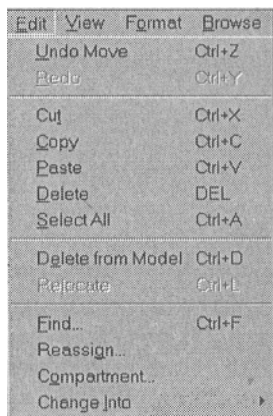 Edit View Format Browse
Undo Move Ctrl+Z
Redo Ctrl+Y
Cut Ctrl+X
Copy Ctrl+C
Paste Ctrl+V
Delete DEL
Select All Ctrl+A
Delete from Model Ctrl+D
Relocate Ctrl+L
Find... Ctrl+F
Reassign...
Compartment...
Change Into